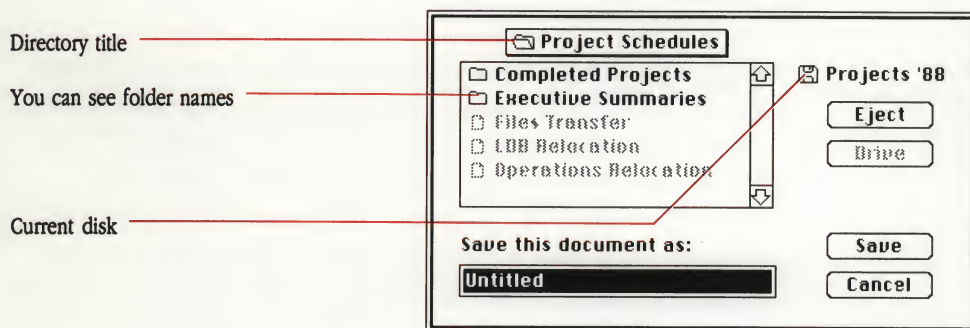 Directory title
You can see folder names
Current disk
Project Schedules
Completed Projects
Executive Summaries
Files Transfer
LDB Relocation
Operations Relocation
Projects '88
Eject
Drive
Save this document as:
Untitled
Save
Cancel